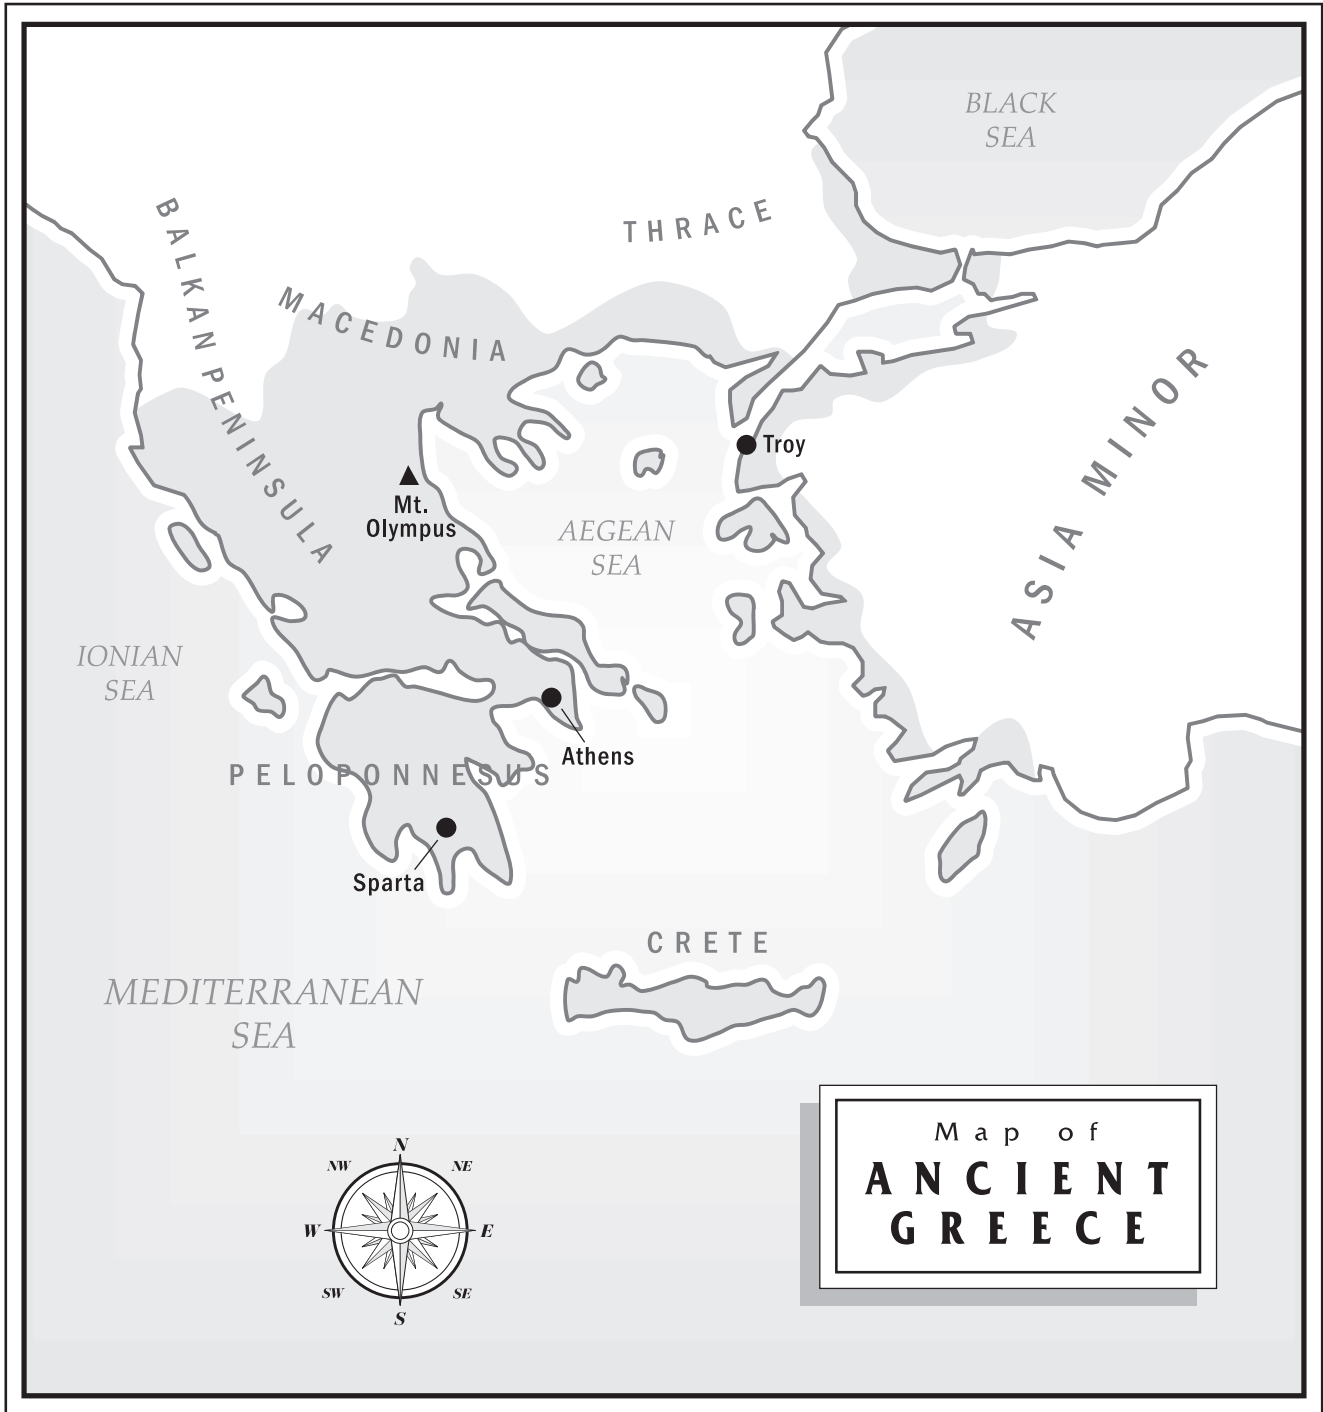 BLACK
SEA
THRACE
BALKAN PENINSULA
MACEDONIA
ASIA MINOR
Troy
Mt.
Olympus
AEGEAN
SEA
IONIAN
SEA
Athens
PELOPONNESUS
Sparta
CRETE
MEDITERRANEAN
SEA
Map of
ANCIENT
GREECE
N
NW NE
W E
SW SE
S